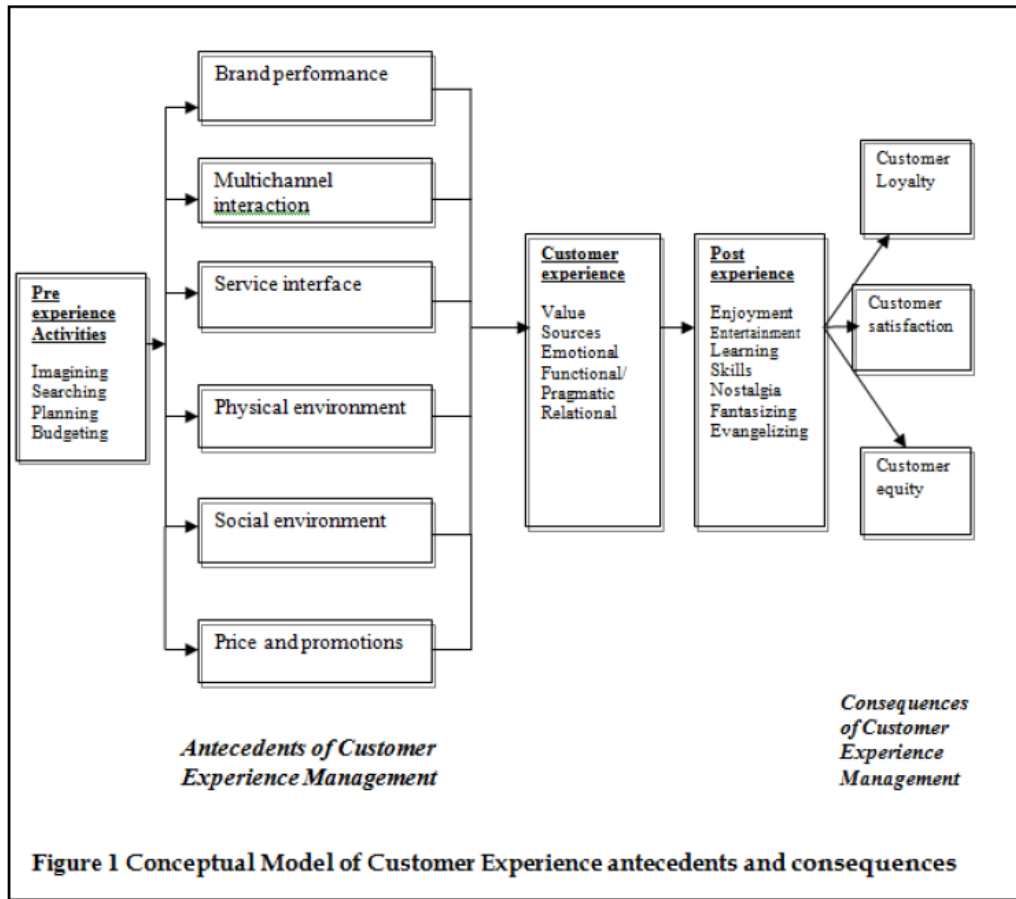 Pre
experience
Activities
Imagining
Searching
Planning
Budgeting
Brand performance
Multichannel
interaction
Service interface
Physical environment
Social environment
Price and promotions
Antecedents of Customer
Experience Management
Customer
experience
Value
Sources
Emotional
Functional/
Pragmatic
Relational
Post
experience
Enjoyment
Entertainment
Learning
Skills
Nostalgia
Fantasizing
Evangelizing
Customer
Loyalty
Customer
satisfaction
Customer
equity
Consequences
of Customer
Experience
Management
Figure 1 Conceptual Model of Customer Experience antecedents and consequences